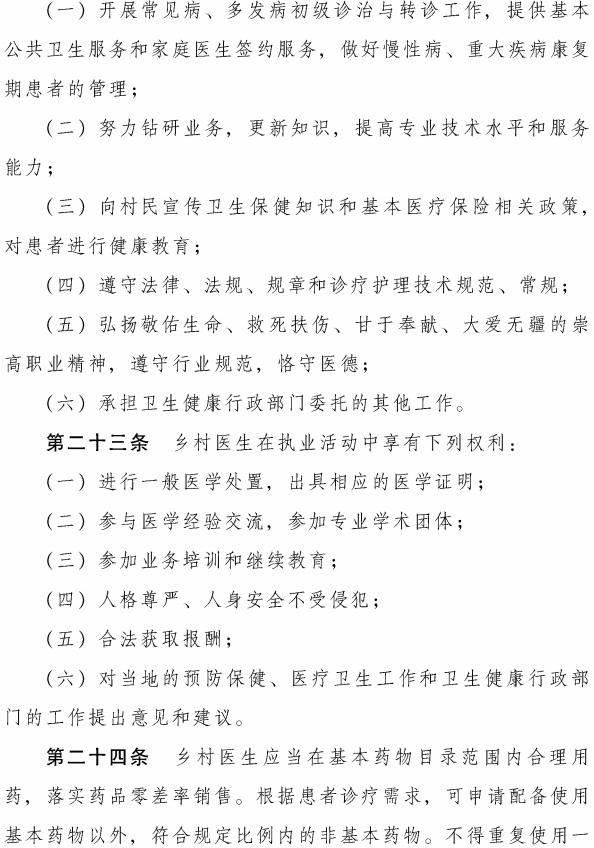 （一）开展常见病、多发病初级诊治与转诊工作，提供基本
公共卫生服务和家庭医生签约服务，做好慢性病、重大疾病康复
期患者的管理；
（二）努力钻研业务，更新知识，提高专业技术水平和服务
能力；
（三）向村民宣传卫生保健知识和基本医疗保险相关政策，
对患者进行健康教育；
（四）遵守法律、法规、规章和诊疗护理技术规范、常规；
（五）弘扬敬佑生命、救死扶伤、甘于奉献、大爱无疆的崇
高职业精神，遵守行业规范，恪守医德；
（六）承担卫生健康行政部门委托的其他工作。
第二十三条　乡村医生在执业活动中享有下列权利：
（一）进行一般医学处置，出具相应的医学证明；
（二）参与医学经验交流，参加专业学术团体；
（三）参加业务培训和继续教育；
（四）人格尊严、人身安全不受侵犯；
（五）合法获取报酬；
（六）对当地的预防保健、医疗卫生工作和卫生健康行政部
门的工作提出意见和建议。
第二十四条　乡村医生应当在基本药物目录范围内合理用
药，落实药品零差率销售。根据患者诊疗需求，可申请配备使用
基本药物以外，符合规定比例内的非基本药物。不得重复使用一